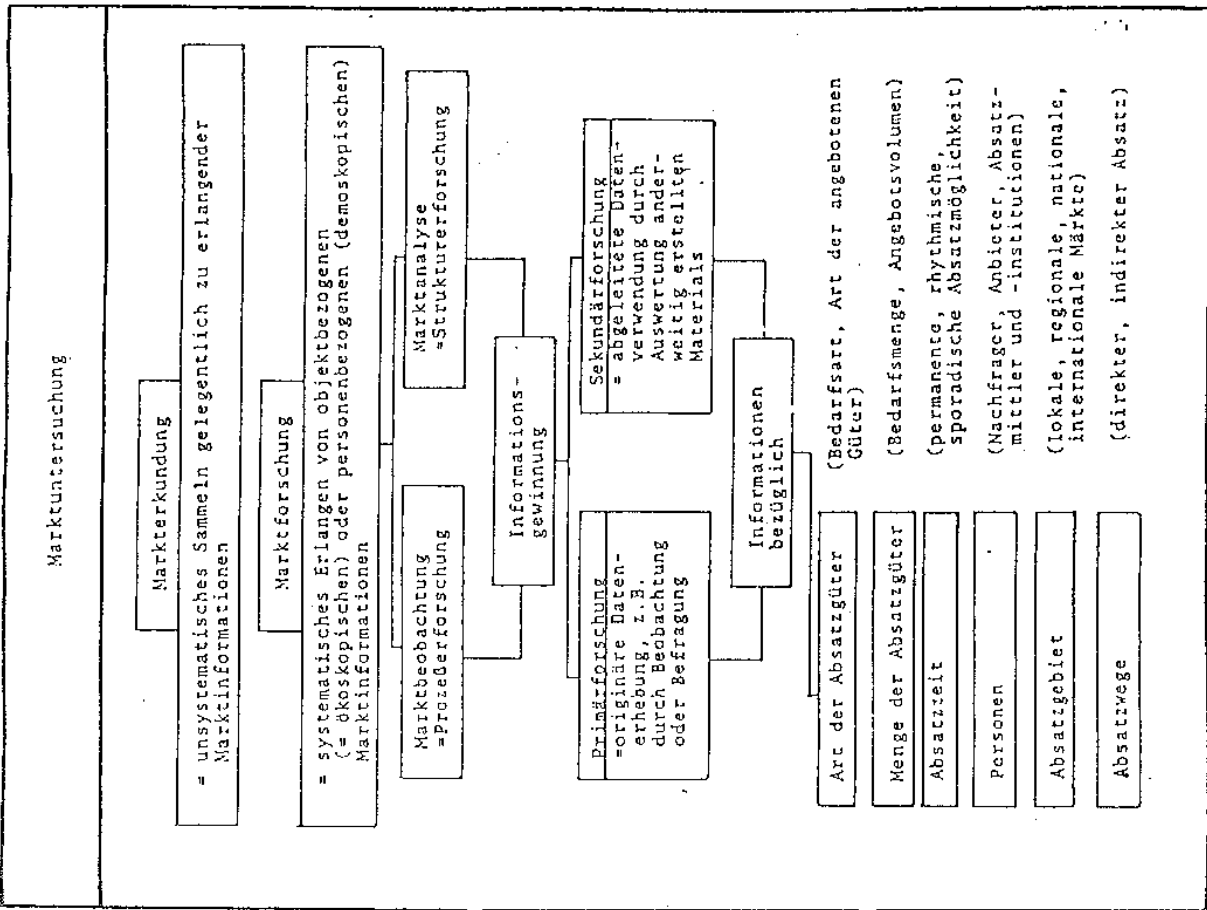 Marktuntersuchung
Markterkundung
= unsystematisches Sammeln gelegentlich zu erlangender
Marktinformationen
Marktforschung
= systematisches Erlangen von objektbezogenen
(= ökoskopischen) oder personenbezogenen (demoskopischen)
Marktinformationen
Marktbeobachtung
=Prozeßerforschung
Marktanalyse
=Strukturerforschung
Informations-
gewinnung
Primärforschung
=originäre Daten-
erhebung, z.B.
durch Beobachtung
oder Befragung
Sekundärforschung
= abgeleitete Daten-
verwendung durch
Auswertung ander-
weitig erstellten
Materials
Informationen
bezüglich
Art der Absatzgüter
(Bedarfsart, Art der angebotenen
Güter)
Menge der Absatzgüter
(Bedarfsmenge, Angebotsvolumen)
Absatzzeit
(permanente, rhythmische,
sporadische Absatzmöglichkeit)
Personen
(Nachfrager, Anbieter, Absatz-
mittler und -institutionen)
Absatzgebiet
(lokale, regionale, nationale,
internationale Märkte)
Absatzwege
(direkter, indirekter Absatz)